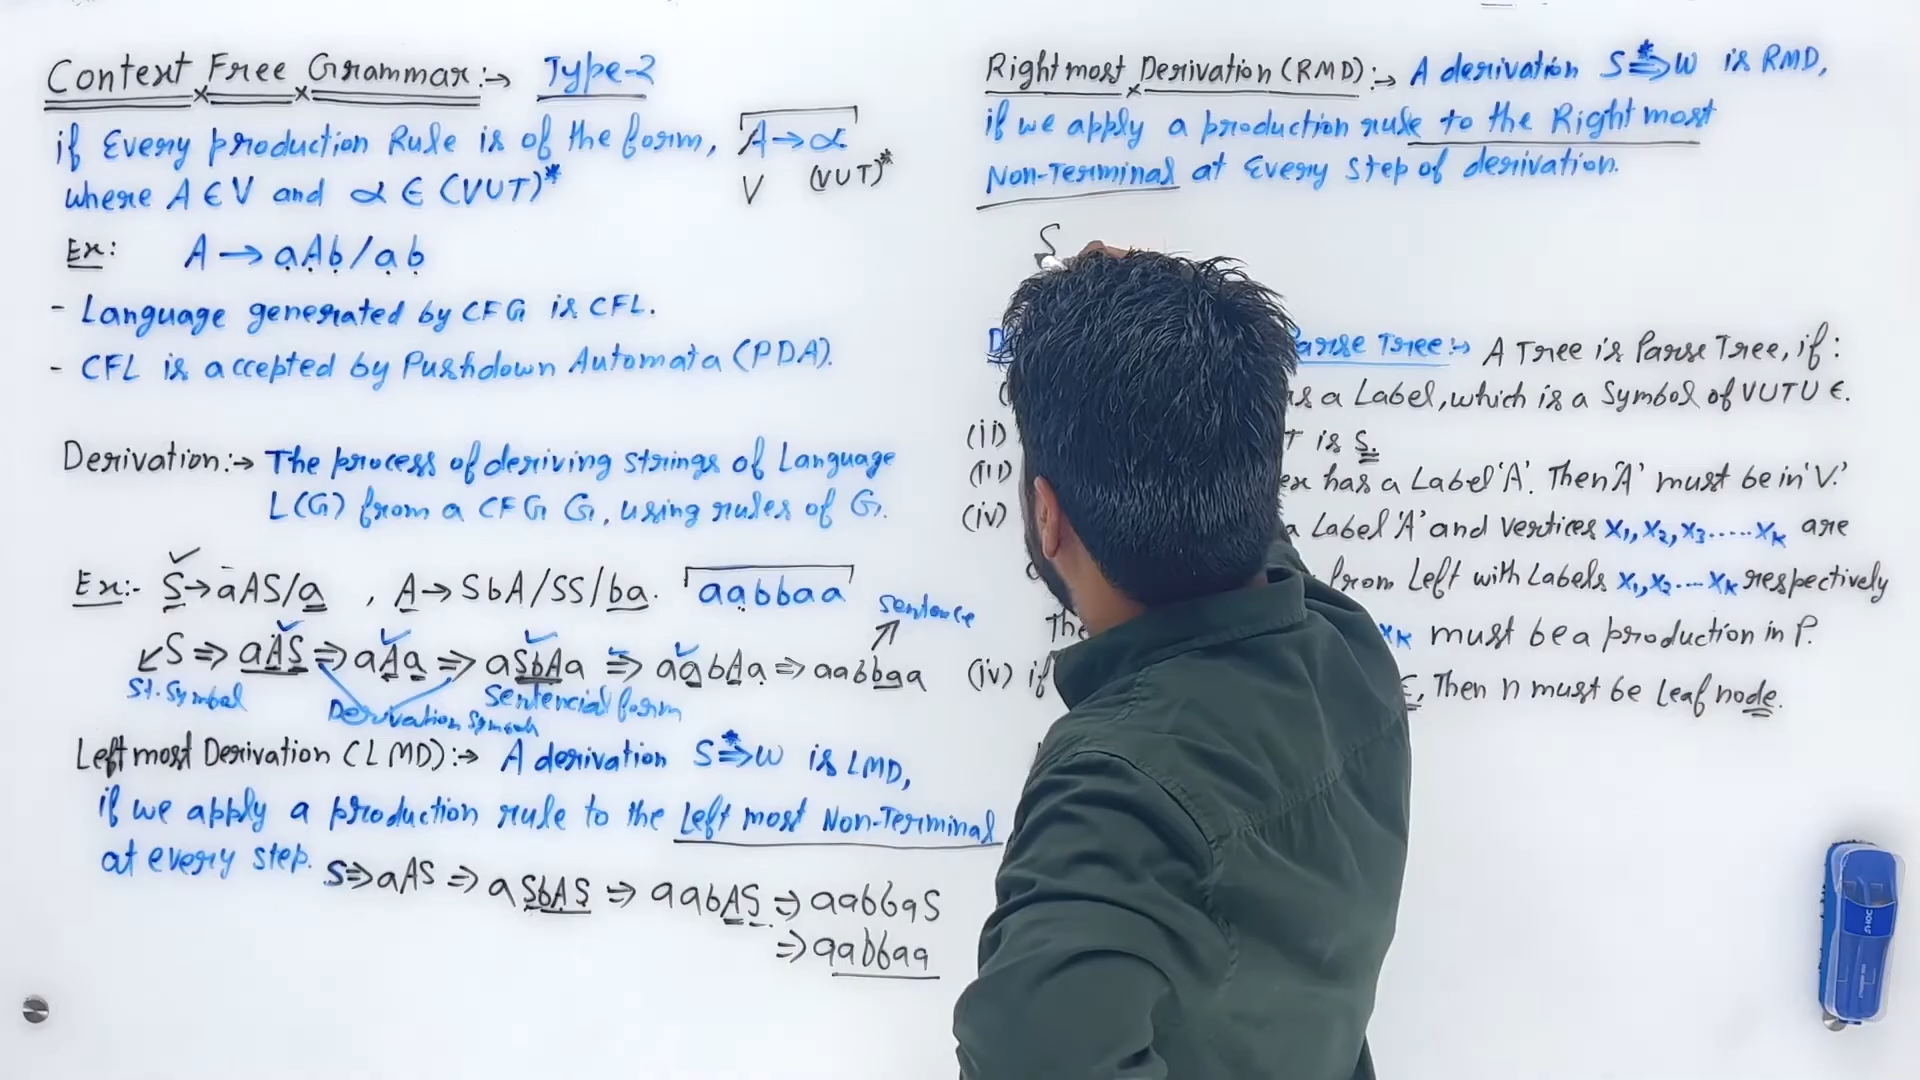 Context Free Grammar :→ Type-2
if Every production Rule is of the form, A → α
where A ∈ V and α ∈ (VUT)* V (VUT)*
Ex: A → aAb/ab
- Language generated by CFG is CFL.
- CFL is accepted by Pushdown Automata (PDA).
Derivation:→ The process of deriving strings of Language
L(G) from a CFG G, using rules of G.
Ex:- S→aAS/a , A→SbA/SS/ba. aabbaa
sentence
S ⇒ aAS ⇒ aAa ⇒ aSbAa ⇒ aabAa ⇒ aabbaa
St. Symbol Derivation Symbol Sentencial form
Left most Derivation (LMD):→ A derivation S ⇒* W is LMD,
if we apply a production rule to the Left most Non-Terminal
at every step. S⇒aAS ⇒ aSbAS ⇒ aabAS ⇒ aabbaS
⇒ aabbaa
Right most Derivation (RMD):→ A derivation S ⇒* W is RMD,
if we apply a production rule to the Right most
Non-Terminal at Every Step of derivation.
S
D Parse Tree:→ A Tree is Parse Tree, if:
( as a Label, which is a Symbol of VUTU ∈.
(ii) is S.
(iii) has a Label 'A'. Then 'A' must be in 'V'.
(iv) a Label 'A' and vertices x1, x2, x3.....xk are
from Left with Labels x1, x2 .... xk respectively
The xk must be a production in P.
(iv) if ∈, Then n must be Leaf node.